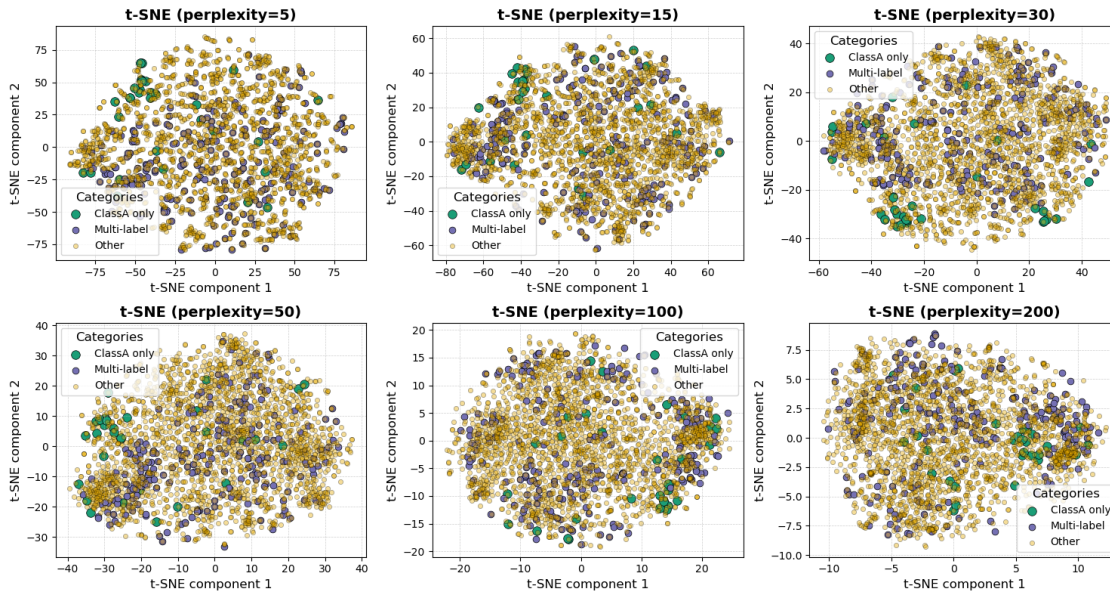 t-SNE (perplexity=5)
t-SNE component 2
75
50
25
0
−25
−50
−75
Categories
ClassA only
Multi-label
Other
−75
−50
−25
0
25
50
75
t-SNE component 1
t-SNE (perplexity=15)
t-SNE component 2
60
40
20
0
−20
−40
−60
Categories
ClassA only
Multi-label
Other
−80
−60
−40
−20
0
20
40
60
t-SNE component 1
t-SNE (perplexity=30)
t-SNE component 2
40
20
0
−20
−40
Categories
ClassA only
Multi-label
Other
−60
−40
−20
0
20
40
t-SNE component 1
t-SNE (perplexity=50)
t-SNE component 2
40
30
20
10
0
−10
−20
−30
Categories
ClassA only
Multi-label
Other
−40
−30
−20
−10
0
10
20
30
40
t-SNE component 1
t-SNE (perplexity=100)
t-SNE component 2
20
15
10
5
0
−5
−10
−15
−20
Categories
ClassA only
Multi-label
Other
−20
−10
0
10
20
t-SNE component 1
t-SNE (perplexity=200)
t-SNE component 2
7.5
5.0
2.5
0.0
−2.5
−5.0
−7.5
−10.0
Categories
ClassA only
Multi-label
Other
−10
−5
0
5
10
t-SNE component 1